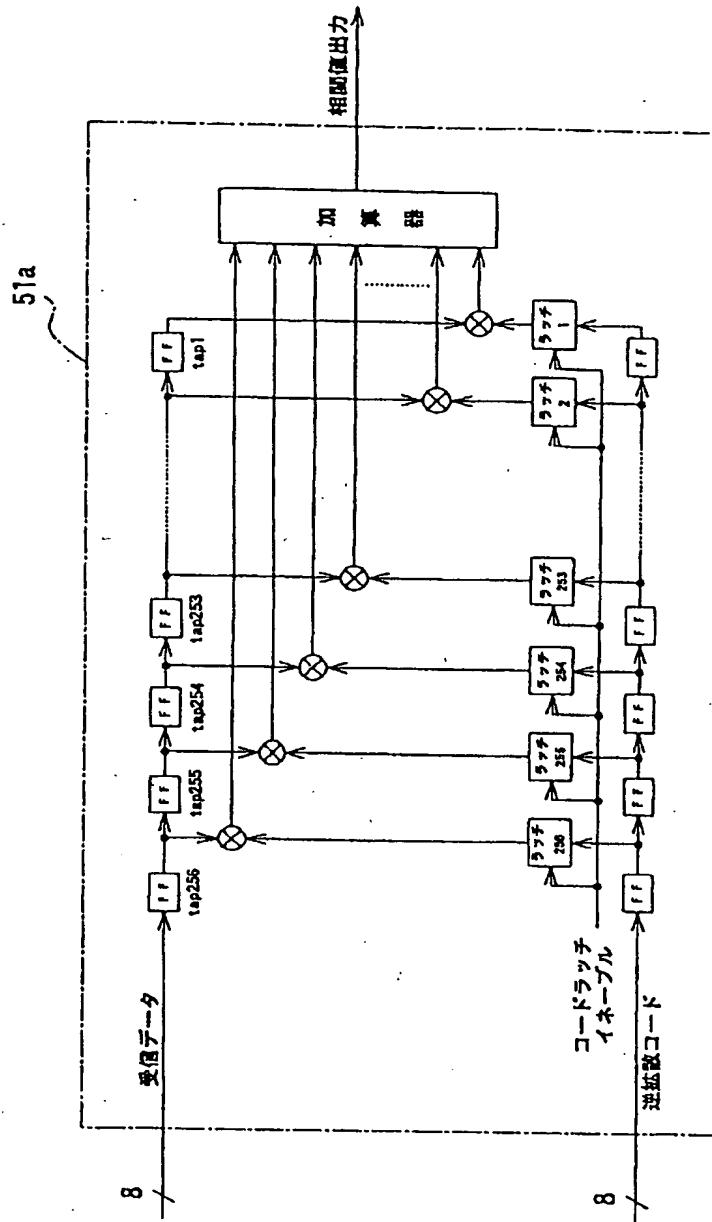 51a
8
受信データ
FF
tap256
FF
tap255
FF
tap254
FF
tap253
FF
tap1
加算器
相関値出力
ラッチ
256
ラッチ
255
ラッチ
254
ラッチ
253
ラッチ
2
ラッチ
1
コードラッチ
イネーブル
8
逆拡散コード
FF
FF
FF
FF
FF